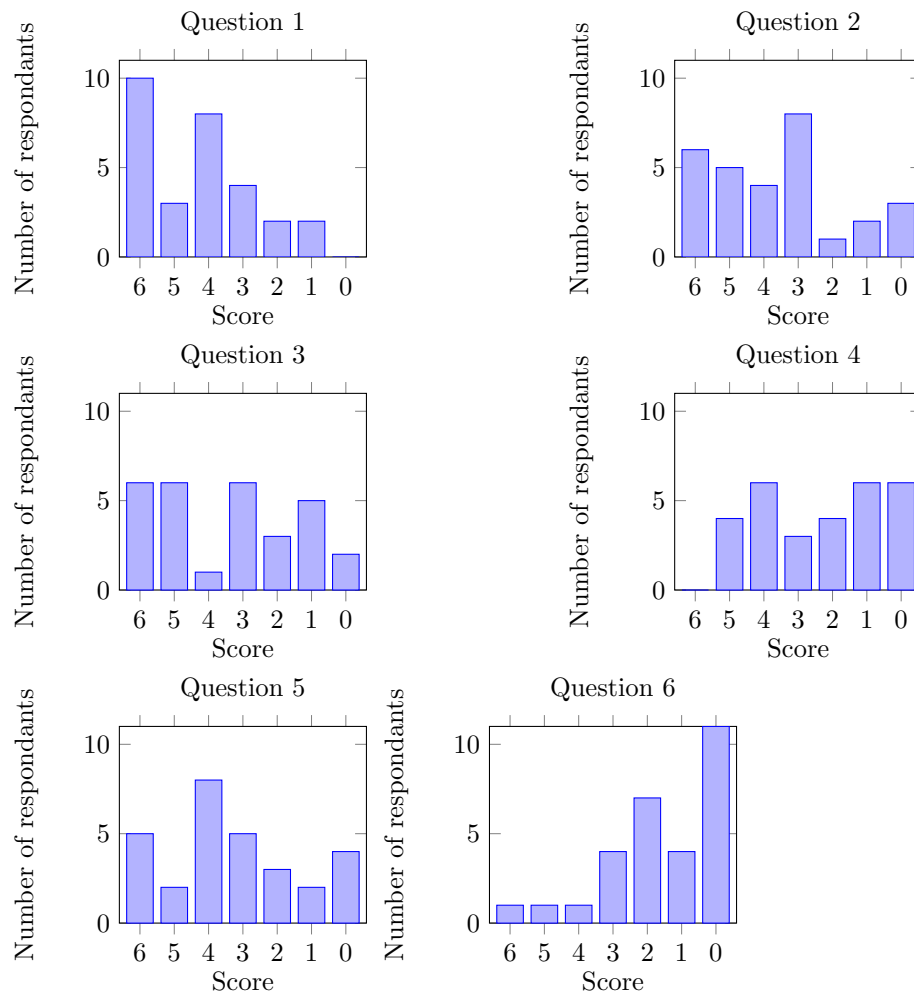 Question 1
Number of respondants
10
5
0
6 5 4 3 2 1 0
Score
Question 2
Number of respondants
10
5
0
6 5 4 3 2 1 0
Score
Question 3
Number of respondants
10
5
0
6 5 4 3 2 1 0
Score
Question 4
Number of respondants
10
5
0
6 5 4 3 2 1 0
Score
Question 5
Number of respondants
10
5
0
6 5 4 3 2 1 0
Score
Question 6
Number of respondants
10
5
0
6 5 4 3 2 1 0
Score